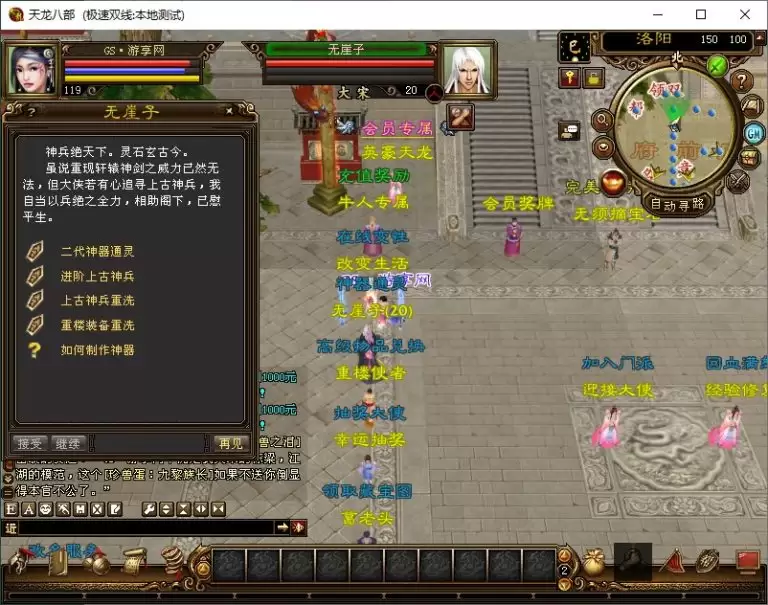 天龙八部 (极速双线:本地测试)
GS·游享网
119
无崖子
大宋
20
洛阳
150 100
北
自动寻路
GM
? 无崖子
神兵绝天下。灵石玄古今。
虽说重现轩辕神剑之威力已然无
法，但大侠若有心追寻上古神兵，我
自当以兵绝之全力，相助阁下，已慰
平生。
二代神器通灵
进阶上古神兵
上古神兵重洗
重楼装备重洗
? 如何制作神器
接受
继续
再见
会员专属
英豪天龙
充值奖励
牛人专属
在线变性
改变生活
神器通灵
无崖子(20)
高级物品兑换
重楼使者
抽奖大使
幸运抽奖
领取藏宝图
葛老头
会员奖牌
完美
无须摘宝
加入门派
迎接大使
回血满
经验修
1000元
1000元
湖的模范，这个[珍兽蛋：九黎族长]如果不送你倒显
得本官不公了。”
近
2